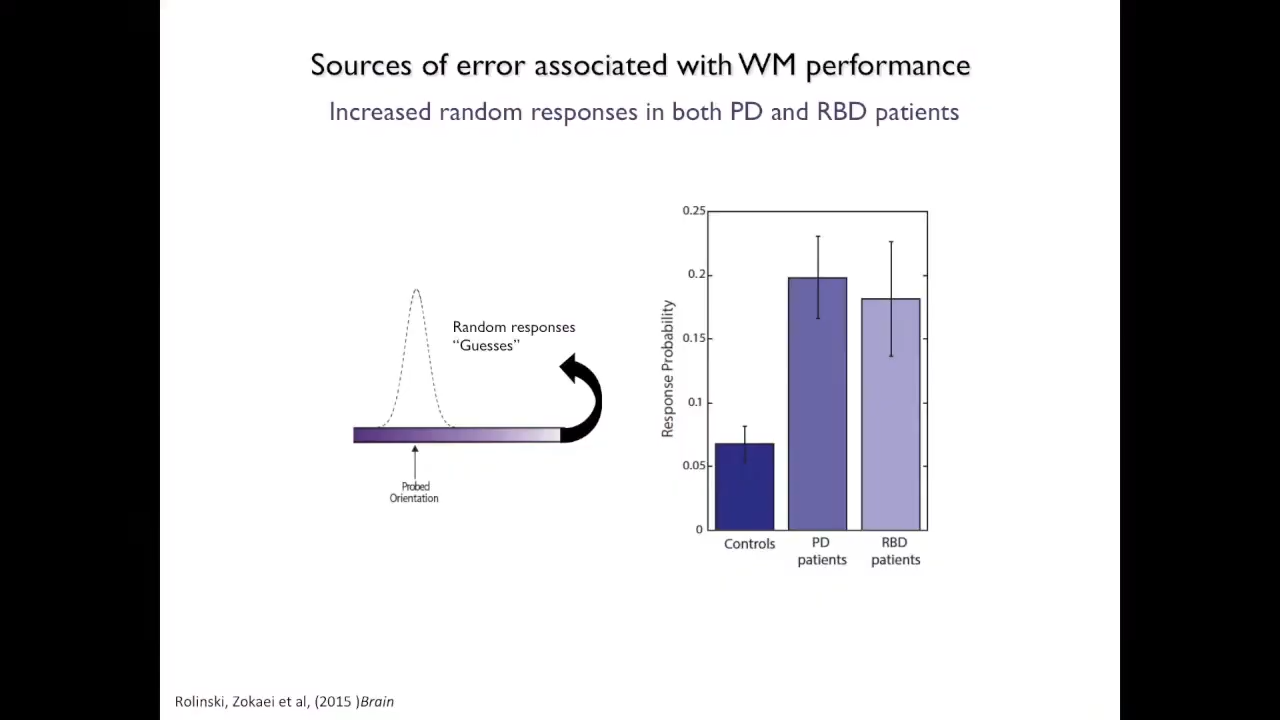 Sources of error associated with WM performance
Increased random responses in both PD and RBD patients
Random responses
“Guesses”
Probed
Orientation
Response Probability
0.25
0.2
0.15
0.1
0.05
0
Controls
PD
patients
RBD
patients
Rolinski, Zokaei et al, (2015 )Brain